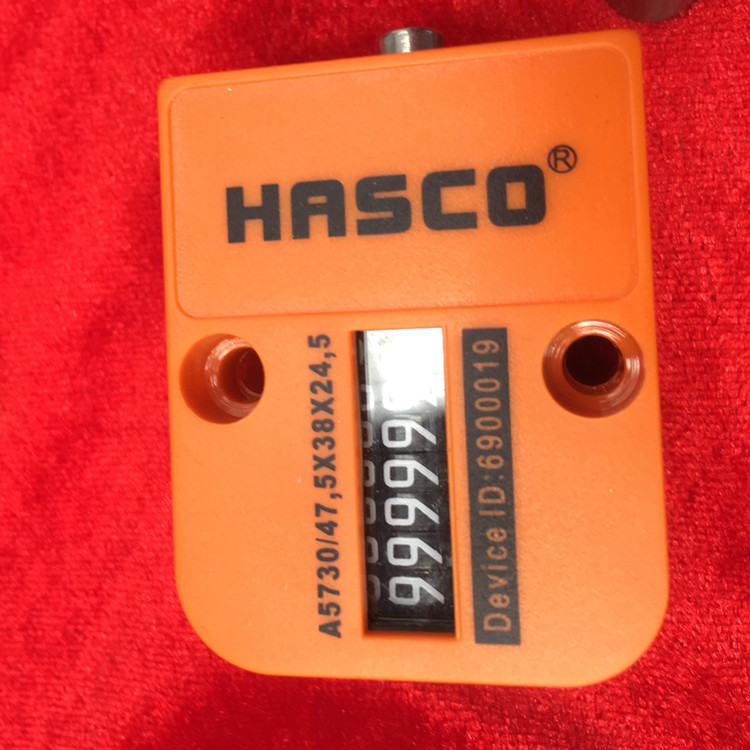 HASCO®
A5730/47,5X38X24,5
99999
Device ID:6900019